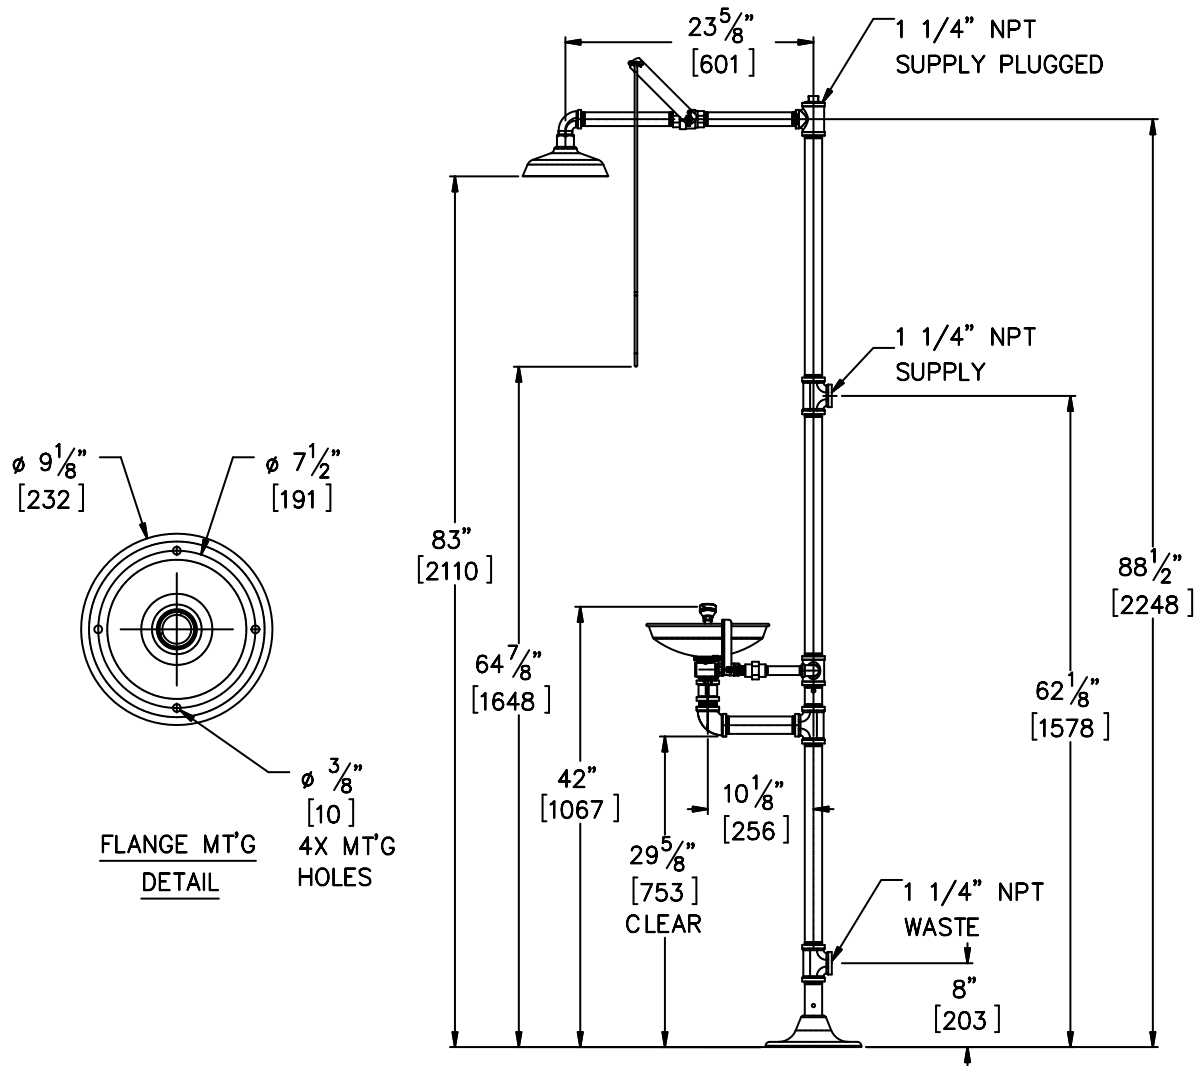 23 5/8"
[601]
1 1/4" NPT
SUPPLY PLUGGED
1 1/4" NPT
SUPPLY
ø 9 1/8"
[232]
ø 7 1/2"
[191]
83"
[2110]
88 1/2"
[2248]
64 7/8"
[1648]
62 1/8"
[1578]
42"
[1067]
10 1/8"
[256]
ø 3/8"
[10]
4X MT'G
HOLES
FLANGE MT'G
DETAIL
29 5/8"
[753]
CLEAR
1 1/4" NPT
WASTE
8"
[203]